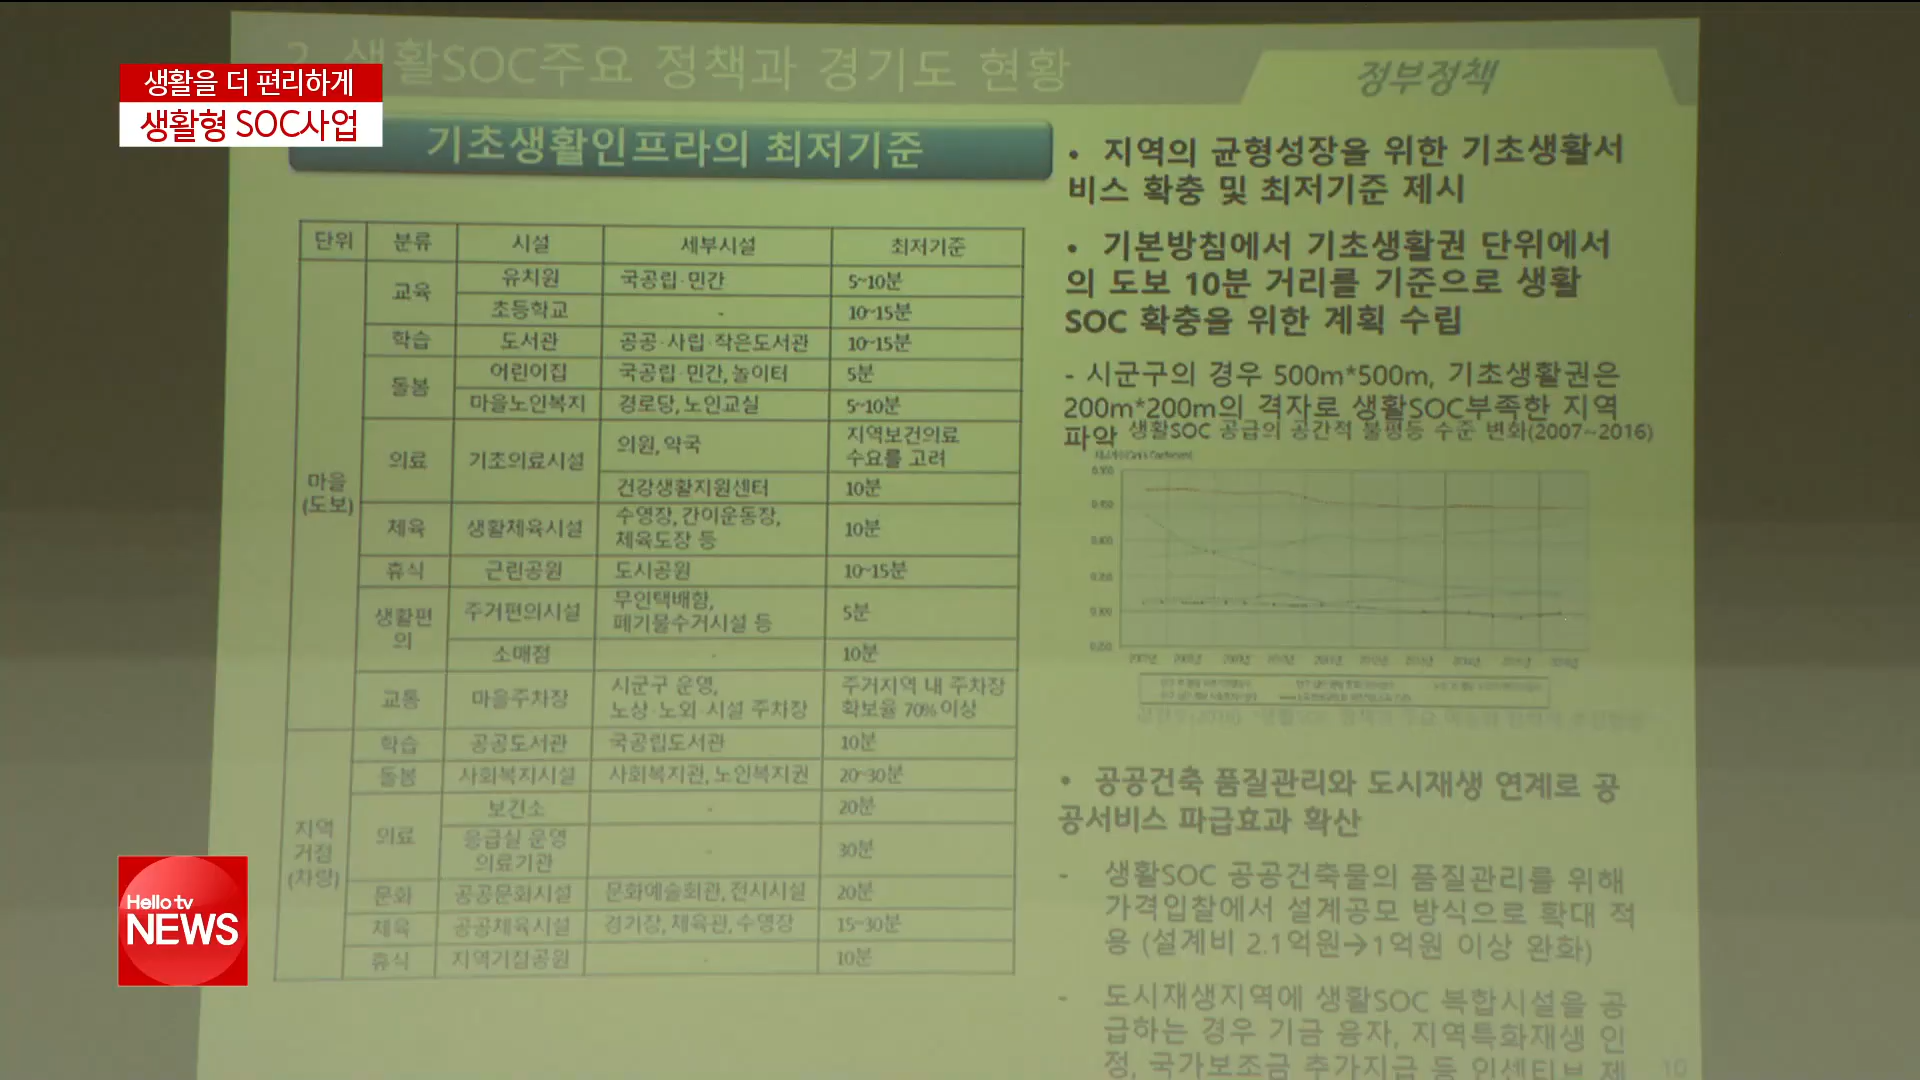 2. 생활SOC주요 정책과 경기도 현황
정부정책
생활을 더 편리하게
생활형 SOC사업
기초생활인프라의 최저기준
단위 분류 시설 세부시설 최저기준
마을
(도보)
교육 유치원 국공립·민간 5~10분
초등학교 - 10~15분
학습 도서관 공공·사립·작은도서관 10~15분
돌봄 어린이집 국공립·민간, 놀이터 5분
마을노인복지 경로당, 노인교실 5~10분
의료 기초의료시설 의원, 약국 지역보건의료
수요를 고려
건강생활지원센터 10분
체육 생활체육시설 수영장, 간이운동장,
체육도장 등 10분
휴식 근린공원 도시공원 10~15분
생활편
의
주거편의시설 무인택배함,
폐기물수거시설 등 5분
소매점 - 10분
교통 마을주차장 시군구 운영,
노상·노외·시설 주차장
주거지역 내 주차장
확보율 70%이상
지역
거점
(차량)
학습 공공도서관 국공립도서관 10분
돌봄 사회복지시설 사회복지관, 노인복지관 20~30분
의료 보건소 - 20분
응급실 운영
의료기관 - 30분
문화 공공문화시설 문화예술회관, 전시시설 20분
체육 공공체육시설 경기장, 체육관, 수영장 15~30분
휴식 지역거점공원 - 10분
• 지역의 균형성장을 위한 기초생활서
비스 확충 및 최저기준 제시
• 기본방침에서 기초생활권 단위에서
의 도보 10분 거리를 기준으로 생활
SOC 확충을 위한 계획 수립
- 시군구의 경우 500m*500m, 기초생활권은
200m*200m의 격자로 생활SOC부족한 지역
파악
생활SOC 공급의 공간적 불평등 수준 변화(2007~2016)
• 공공건축 품질관리와 도시재생 연계로 공
공서비스 파급효과 확산
- 생활SOC 공공건축물의 품질관리를 위해
가격입찰에서 설계공모 방식으로 확대 적
용 (설계비 2.1억원→1억원 이상 완화)
- 도시재생지역에 생활SOC 복합시설을 공
급하는 경우 기금 융자, 지역특화재생 인
정, 국가보조금 추가지급 등 인센티브 제
10
Hello tv
NEWS